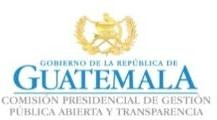 GOBIERNO DE LA REPÚBLICA DE
GUATEMALA
COMISIÓN PRESIDENCIAL DE GESTIÓN
PÚBLICA ABIERTA Y TRANSPARENCIA